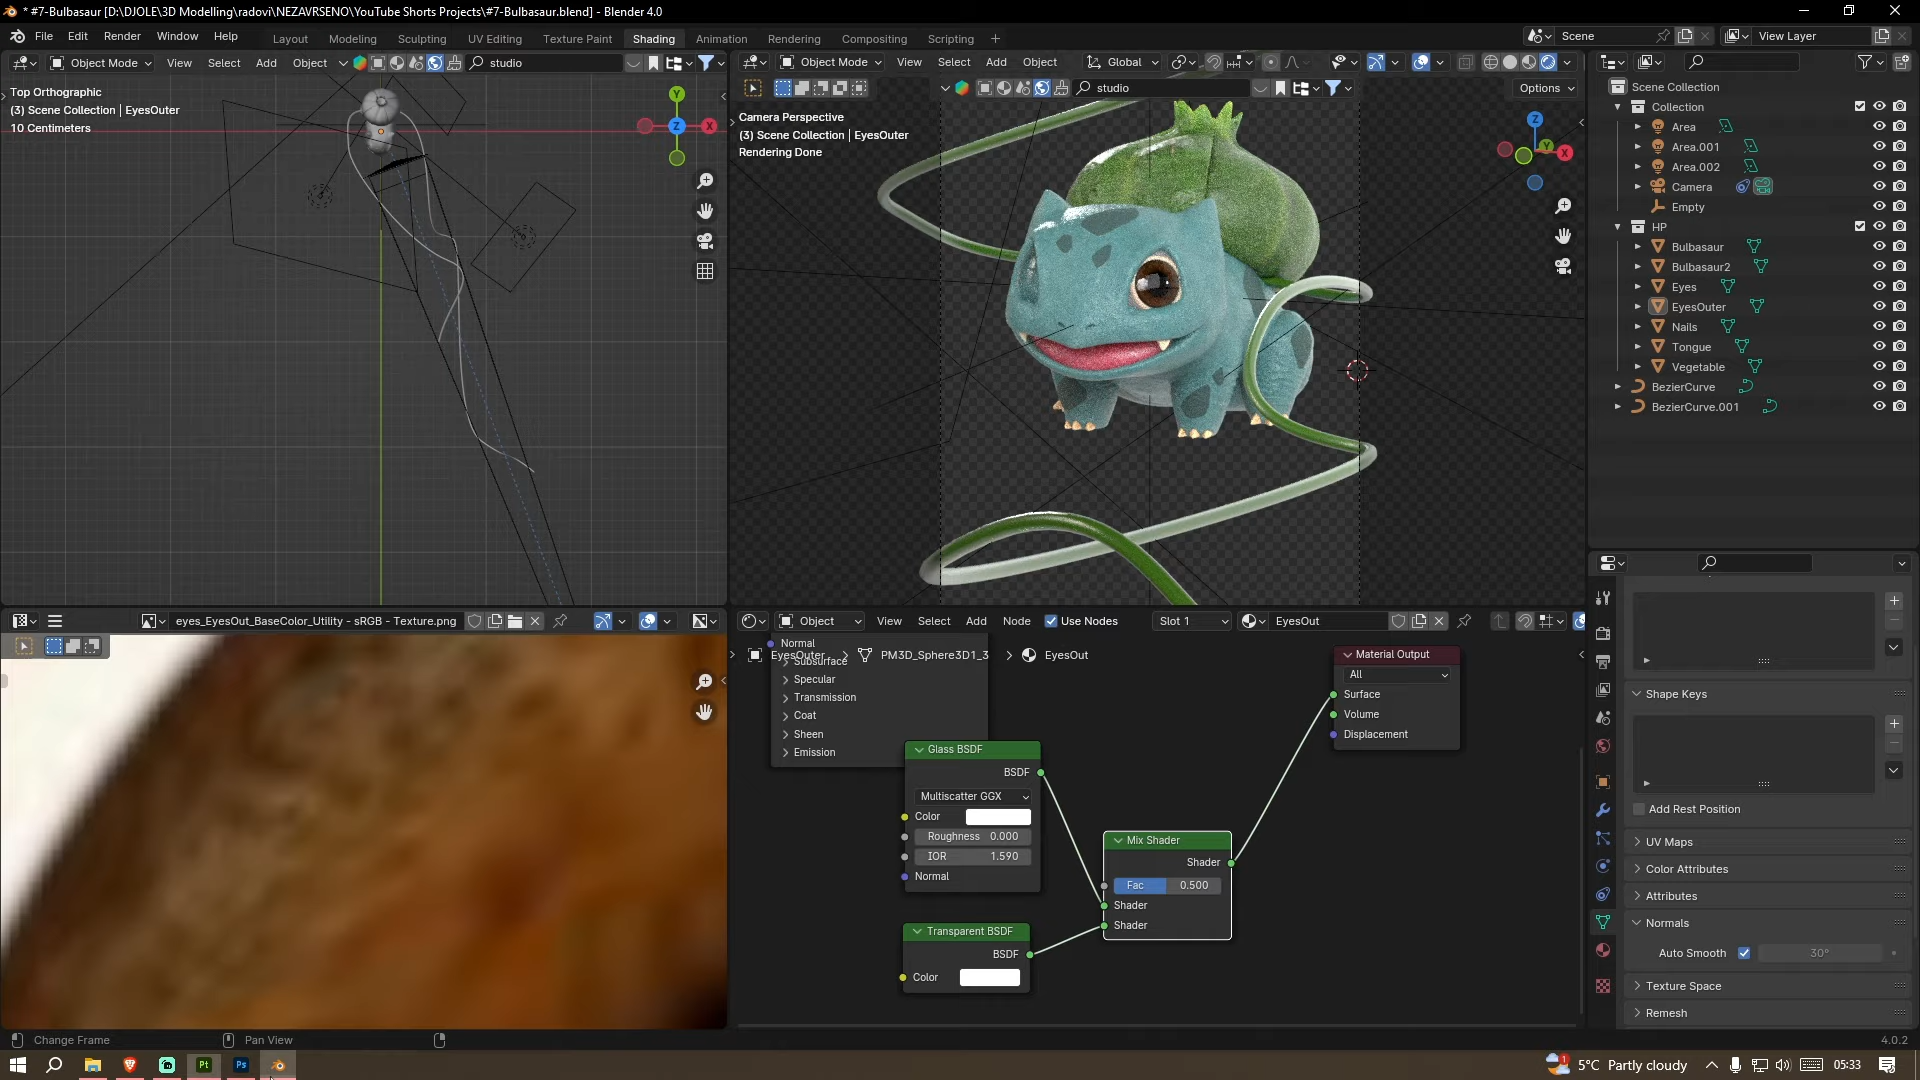 * #7-Bulbasaur [D:\DJOLE\3D Modelling\radovi\NEZAVRSENO\YouTube Shorts Projects\#7-Bulbasaur.blend] - Blender 4.0
File Edit Render Window Help
Layout Modeling Sculpting UV Editing Texture Paint Shading Animation Rendering Compositing Scripting +
Scene
View Layer
Object Mode View Select Add Object studio
Top Orthographic
(3) Scene Collection | EyesOuter
10 Centimeters
Y
Z
X
Object Mode View Select Add Object Global
studio
Options
Camera Perspective
(3) Scene Collection | EyesOuter
Rendering Done
Z
Y
X
Scene Collection
Collection
Area
Area.001
Area.002
Camera
Empty
HP
Bulbasaur
Bulbasaur2
Eyes
EyesOuter
Nails
Tongue
Vegetable
BezierCurve
BezierCurve.001
eyes_EyesOut_BaseColor_Utility - sRGB - Texture.png
Object View Select Add Node Use Nodes Slot 1 EyesOut
Normal
EyesOuter > PM3D_Sphere3D1_3 > EyesOut
Subsurface
Specular
Transmission
Coat
Sheen
Emission
Glass BSDF
BSDF
Multiscatter GGX
Color
Roughness 0.000
IOR 1.590
Normal
Transparent BSDF
BSDF
Color
Mix Shader
Shader
Fac 0.500
Shader
Shader
Material Output
All
Surface
Volume
Displacement
Shape Keys
Add Rest Position
UV Maps
Color Attributes
Attributes
Normals
Auto Smooth 30°
Texture Space
Remesh
Change Frame
Pan View
4.0.2
Pt
Ps
1
5°C Partly cloudy
05:33